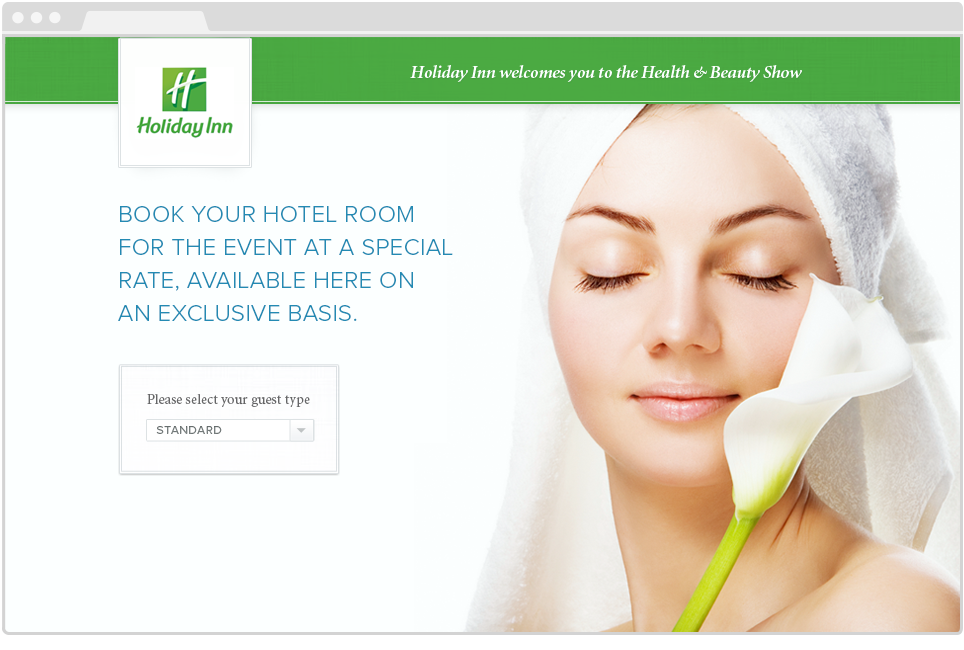 Holiday Inn welcomes you to the Health & Beauty Show
H
Holiday Inn
BOOK YOUR HOTEL ROOM
FOR THE EVENT AT A SPECIAL
RATE, AVAILABLE HERE ON
AN EXCLUSIVE BASIS.
Please select your guest type
STANDARD